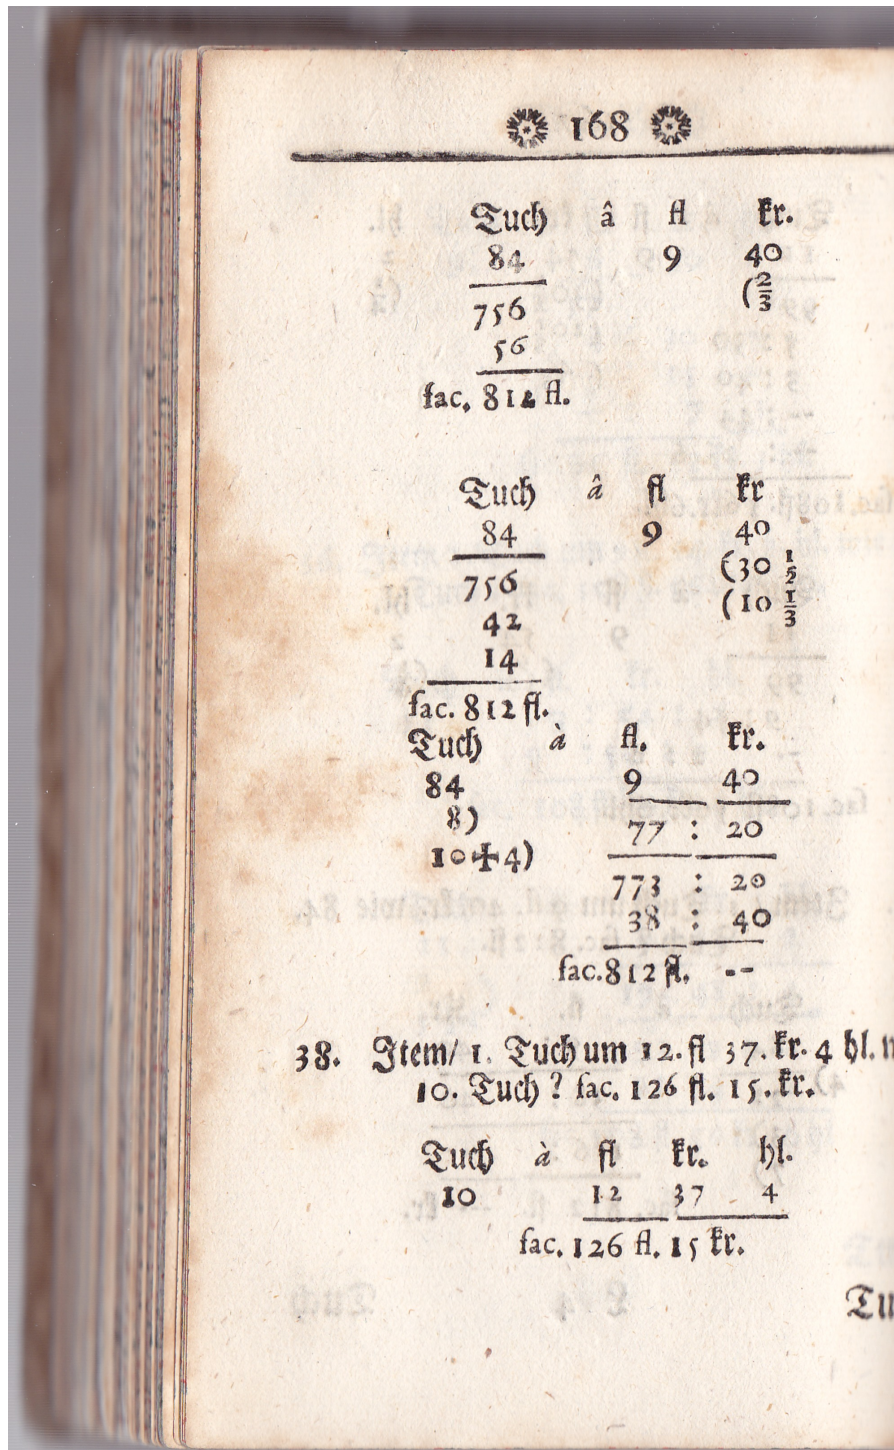 168
Tuch â fl kr.
84 9 40
756 (2/3
56
fac. 812 fl.
Tuch â fl kr
84 9 40
756 (30 1/2
42 (10 1/3
14
fac. 812 fl.
Tuch à fl. kr.
84 9 40
8) 77 : 20
10+4)
773 : 20
38 : 40
fac. 812 fl. --
38. Item/ 1. Tuch um 12. fl 37. kr. 4 hl.
10. Tuch? fac. 126 fl. 15. kr.
Tuch à fl kr. hl.
10 12 37 4
fac. 126 fl. 15 kr.